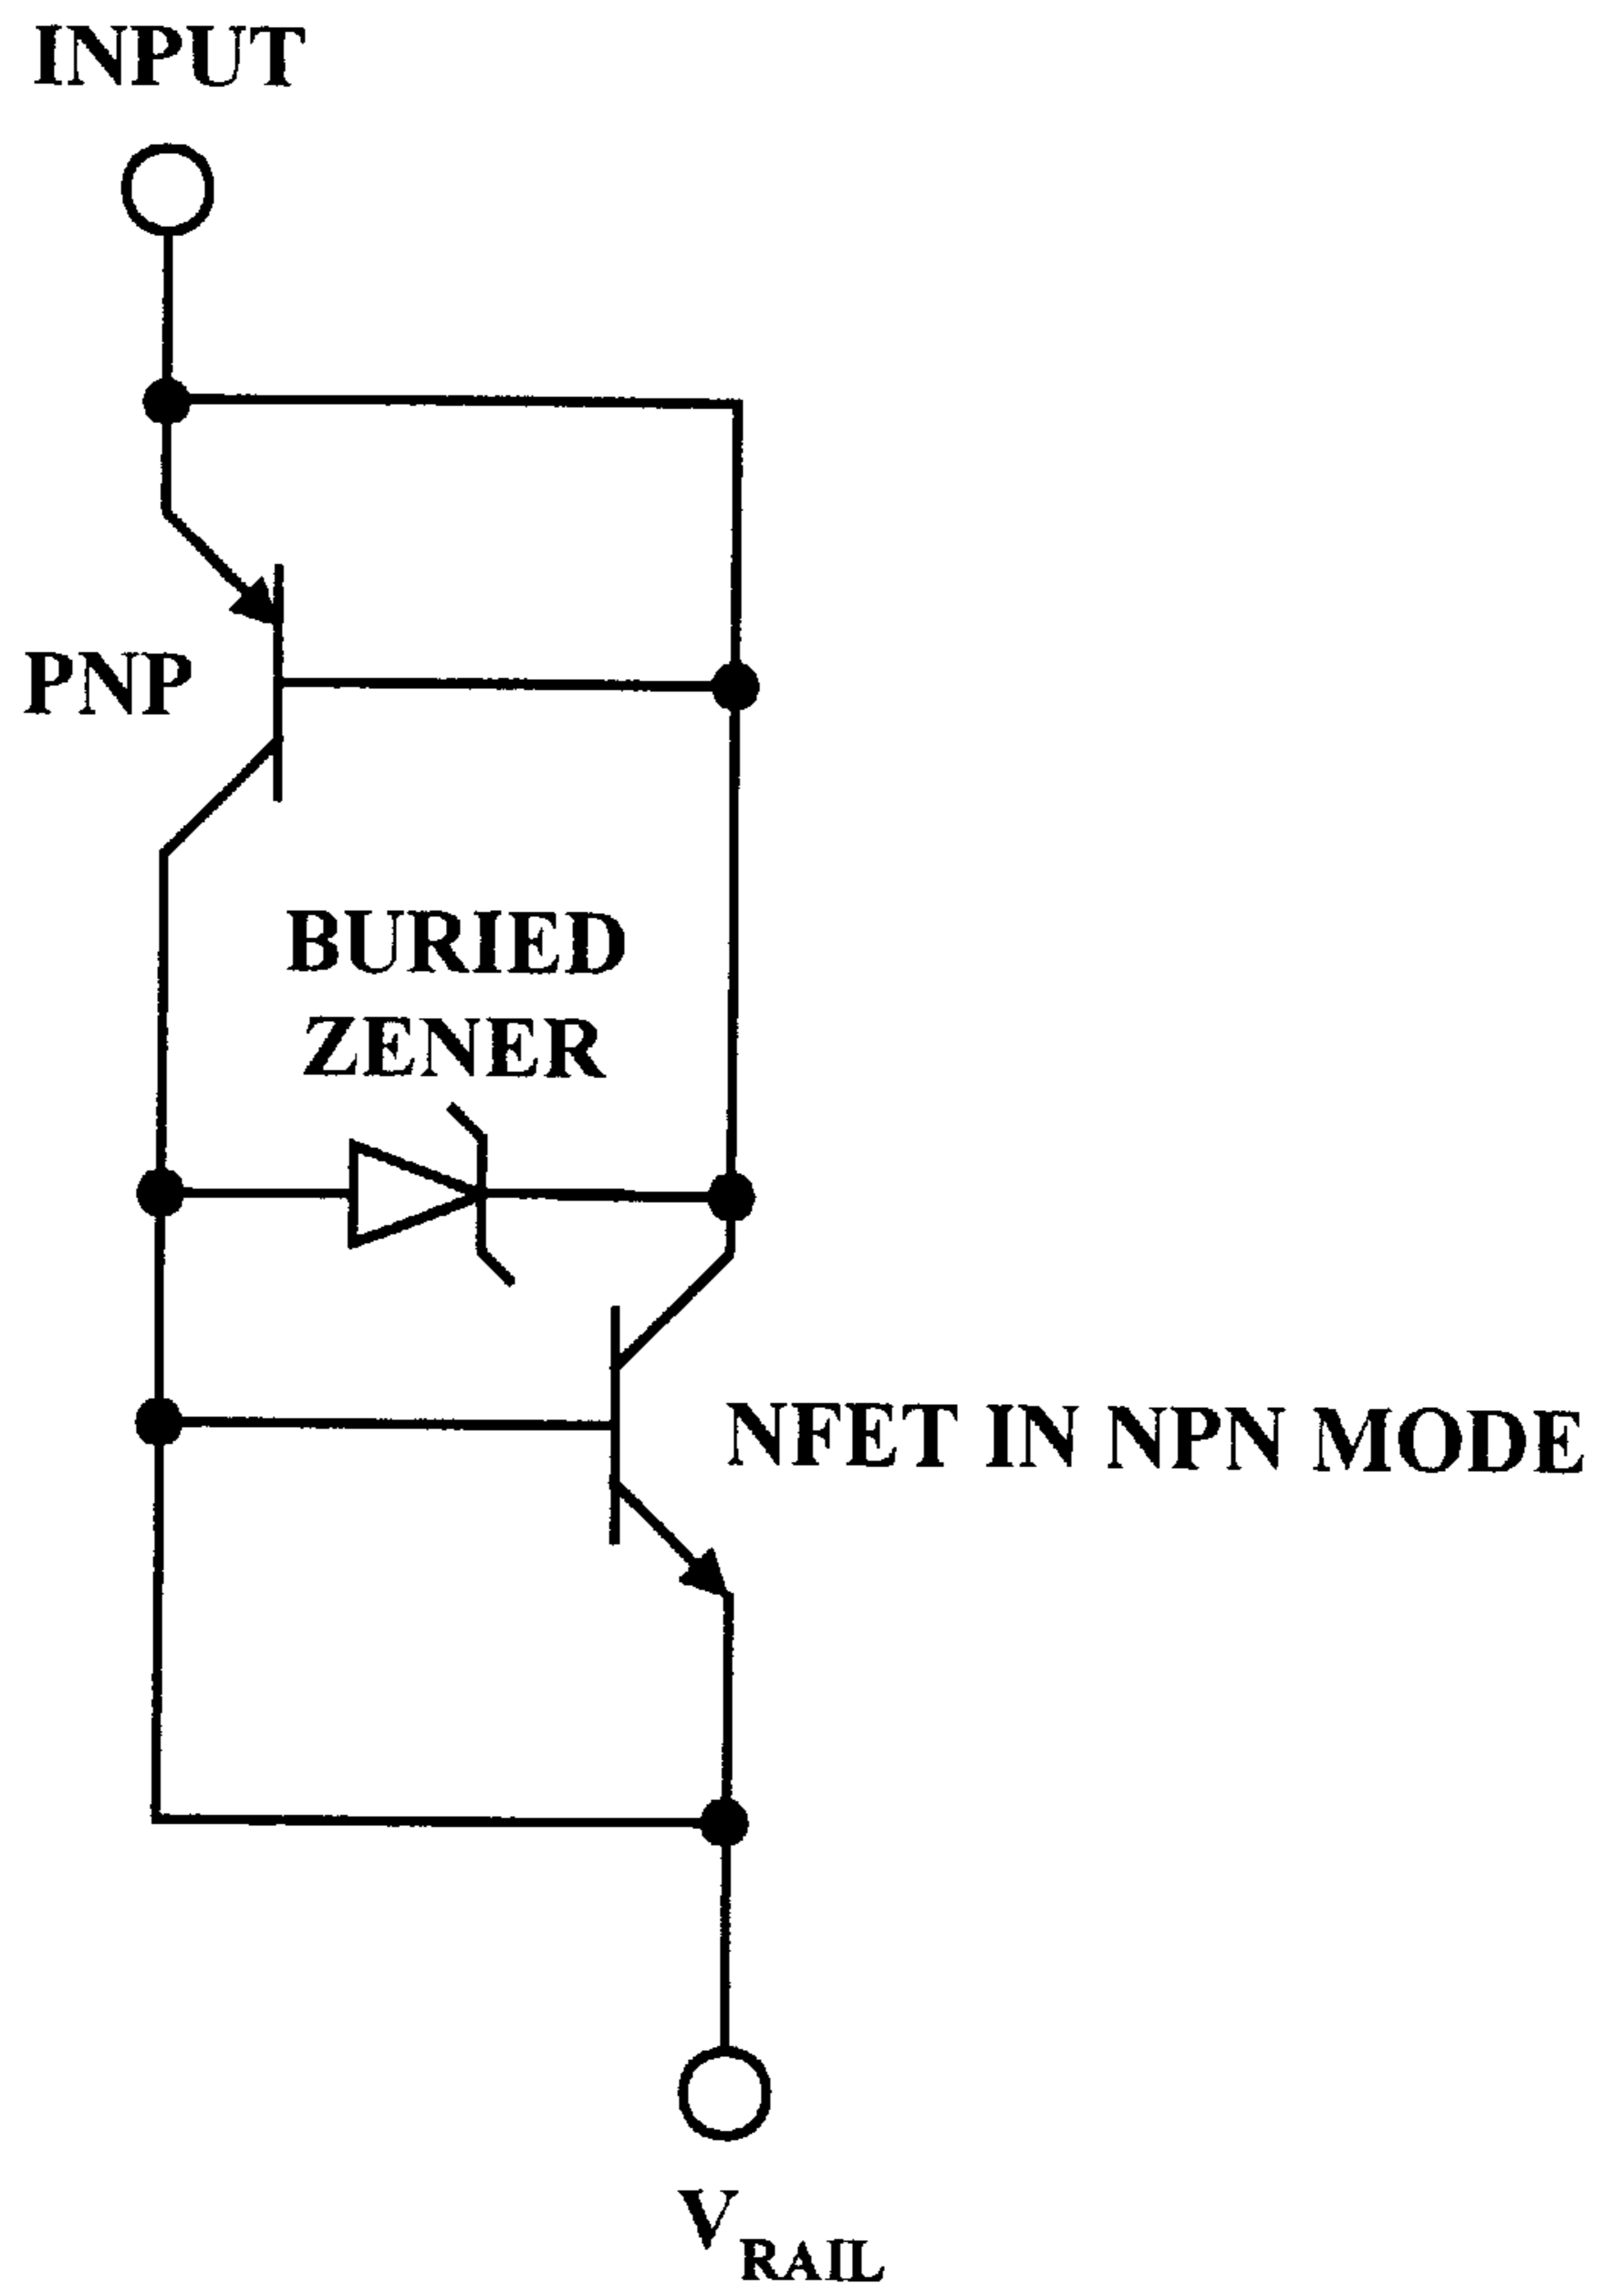 INPUT
PNP
BURIED
ZENER
NFET IN NPN MODE
VRAIL